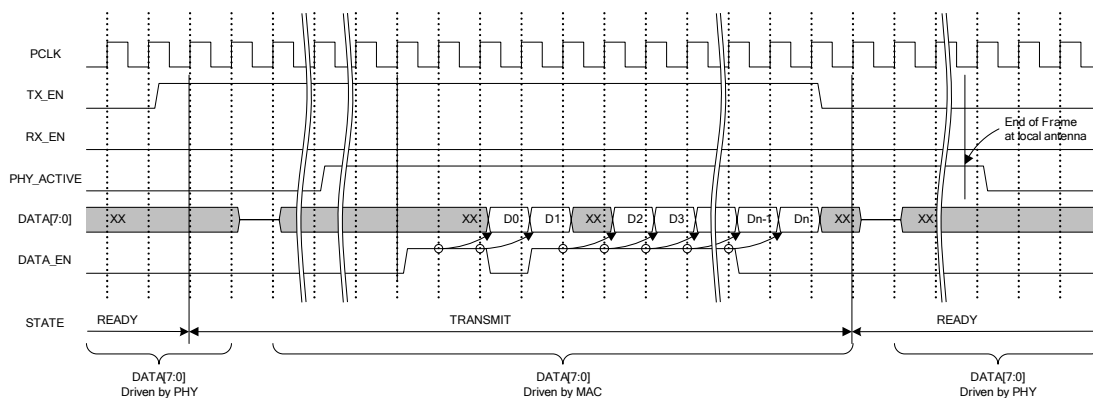 PCLK
TX_EN
RX_EN
End of Frame
at local antenna
PHY_ACTIVE
DATA[7:0] XX XX D0 D1 XX D2 D3 Dn-1 Dn XX XX
DATA_EN
STATE READY TRANSMIT READY
DATA[7:0] DATA[7:0] DATA[7:0]
Driven by PHY Driven by MAC Driven by PHY